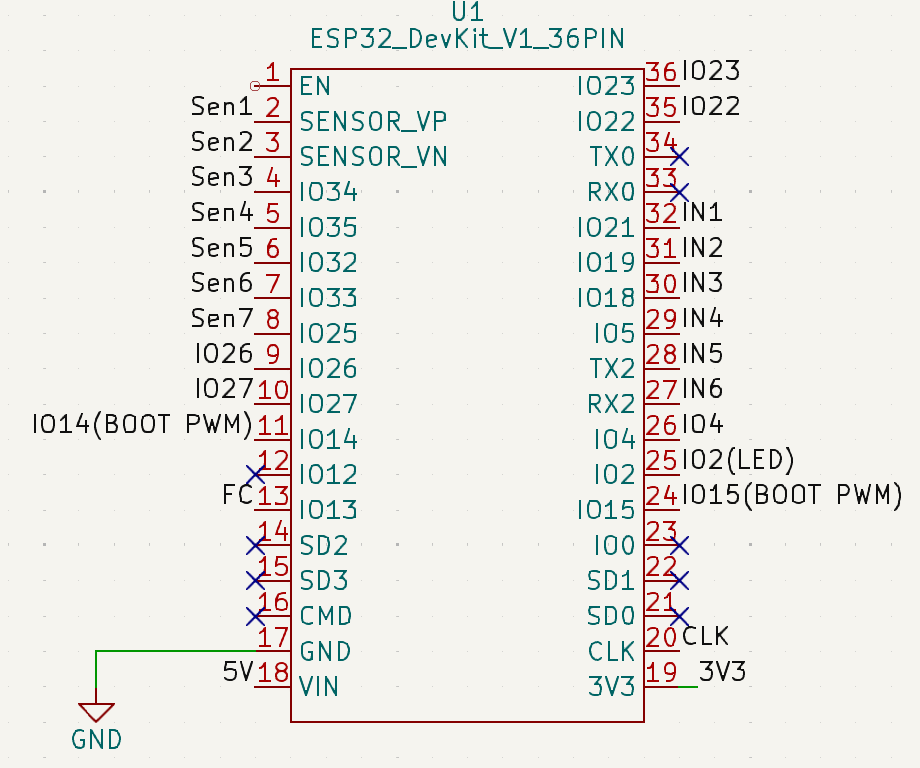 U1
ESP32_DevKit_V1_36PIN
1 EN IO23 36 IO23
Sen1 2 SENSOR_VP IO22 35 IO22
Sen2 3 SENSOR_VN TX0 34
Sen3 4 IO34 RX0 33
Sen4 5 IO35 IO21 32 IN1
Sen5 6 IO32 IO19 31 IN2
Sen6 7 IO33 IO18 30 IN3
Sen7 8 IO25 IO5 29 IN4
IO26 9 IO26 TX2 28 IN5
IO27 10 IO27 RX2 27 IN6
IO14(BOOT PWM) 11 IO14 IO4 26 IO4
12 IO12 IO2 25 IO2(LED)
FC 13 IO13 IO15 24 IO15(BOOT PWM)
14 SD2 IO0 23
15 SD3 SD1 22
16 CMD SD0 21
17 GND CLK 20 CLK
5V 18 VIN 3V3 19 3V3
GND